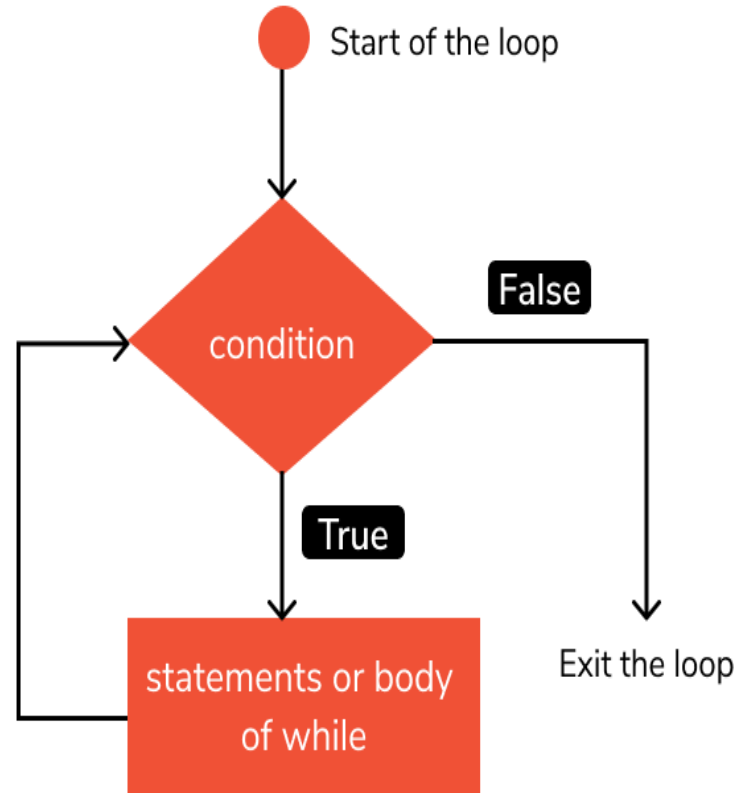 Start of the loop
condition
False
True
statements or body
of while
Exit the loop